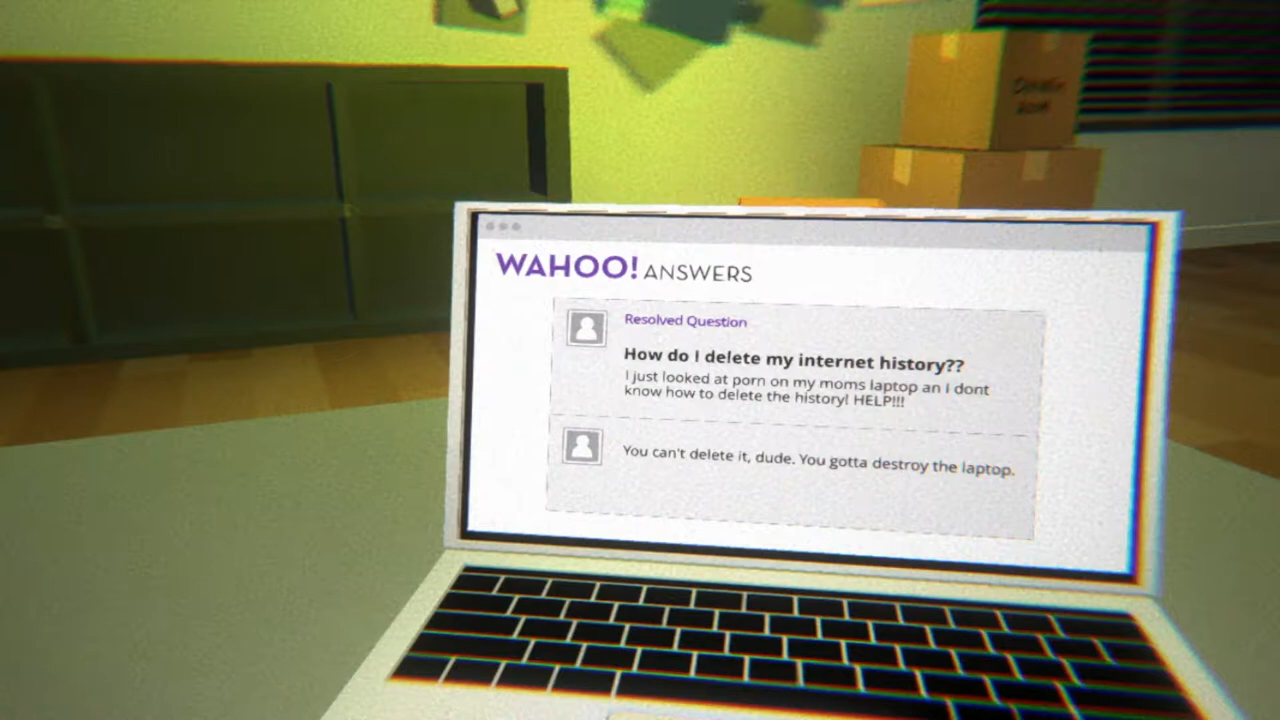 WAHOO! ANSWERS
Resolved Question
How do I delete my internet history??
I just looked at porn on my moms laptop an I dont
know how to delete the history! HELP!!!
You can't delete it, dude. You gotta destroy the laptop.